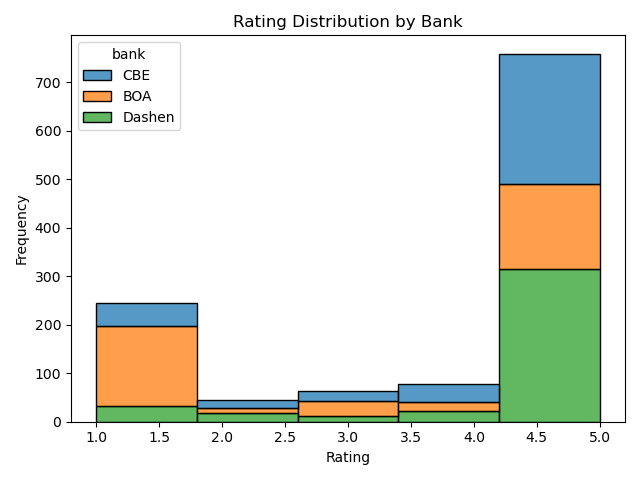 Rating Distribution by Bank
bank
CBE
BOA
Dashen
Frequency
700
600
500
400
300
200
100
0
1.0 1.5 2.0 2.5 3.0 3.5 4.0 4.5 5.0
Rating